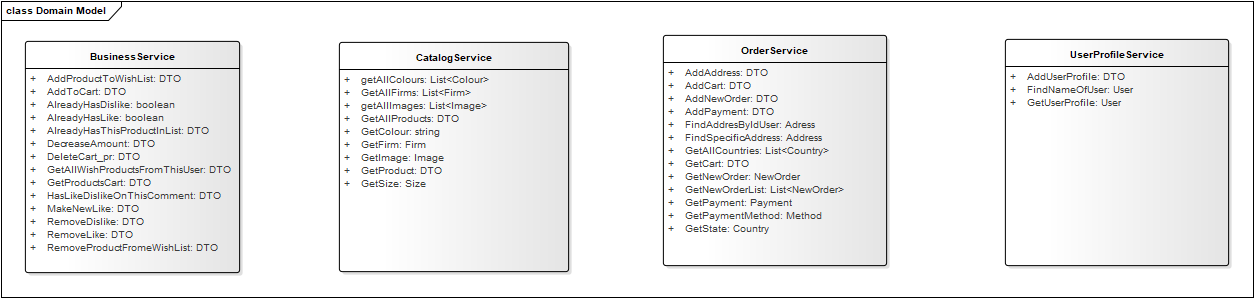 class Domain Model
BusinessService
+ AddProductToWishList: DTO
+ AddToCart: DTO
+ AlreadyHasDislike: boolean
+ AlreadyHasLike: boolean
+ AlreadyHasThisProductInList: DTO
+ DecreaseAmount: DTO
+ DeleteCart_pr: DTO
+ GetAllWishProductsFromThisUser: DTO
+ GetProductsCart: DTO
+ HasLikeDislikeOnThisComment: DTO
+ MakeNewLike: DTO
+ RemoveDislike: DTO
+ RemoveLike: DTO
+ RemoveProductFromeWishList: DTO
CatalogService
+ getAllColours: List<Colour>
+ GetAllFirms: List<Firm>
+ getAllImages: List<Image>
+ GetAllProducts: DTO
+ GetColour: string
+ GetFirm: Firm
+ GetImage: Image
+ GetProduct: DTO
+ GetSize: Size
OrderService
+ AddAddress: DTO
+ AddCart: DTO
+ AddNewOrder: DTO
+ AddPayment: DTO
+ FindAddresByIdUser: Adress
+ FindSpecificAddress: Address
+ GetAllCountries: List<Country>
+ GetCart: DTO
+ GetNewOrder: NewOrder
+ GetNewOrderList: List<NewOrder>
+ GetPayment: Payment
+ GetPaymentMethod: Method
+ GetState: Country
UserProfileService
+ AddUserProfile: DTO
+ FindNameOfUser: User
+ GetUserProfile: User